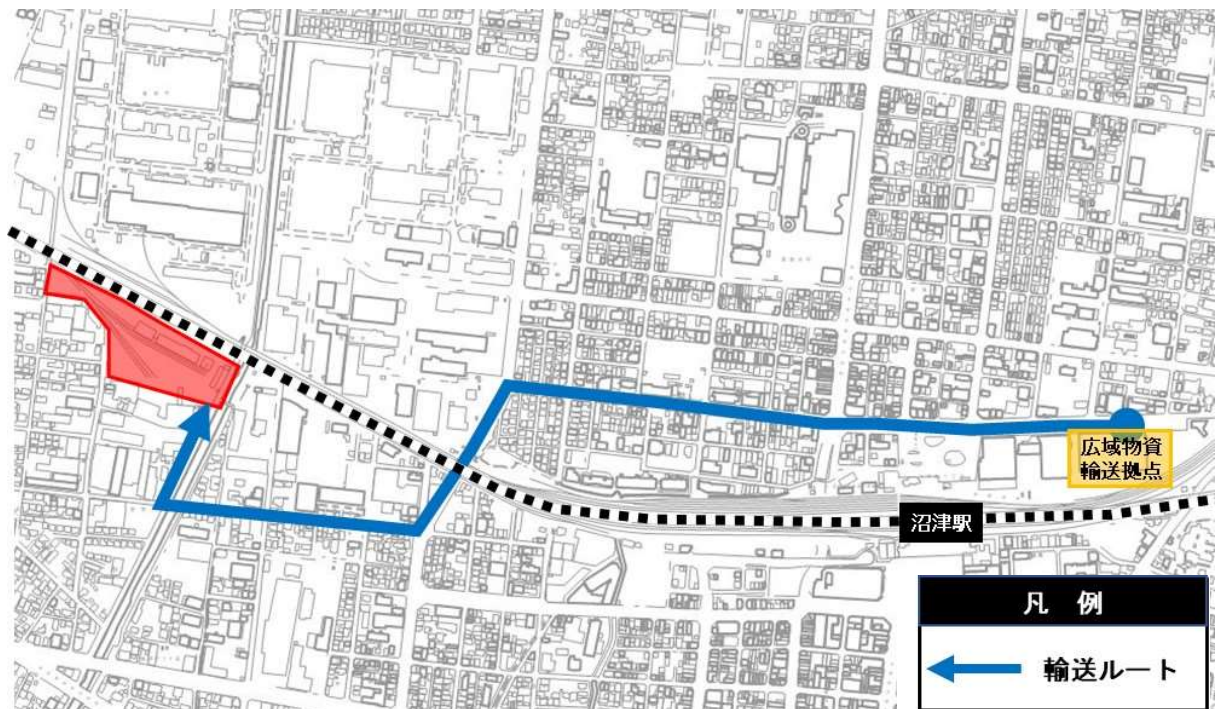 広域物資
輸送拠点
沼津駅
凡 例
輸送ルート